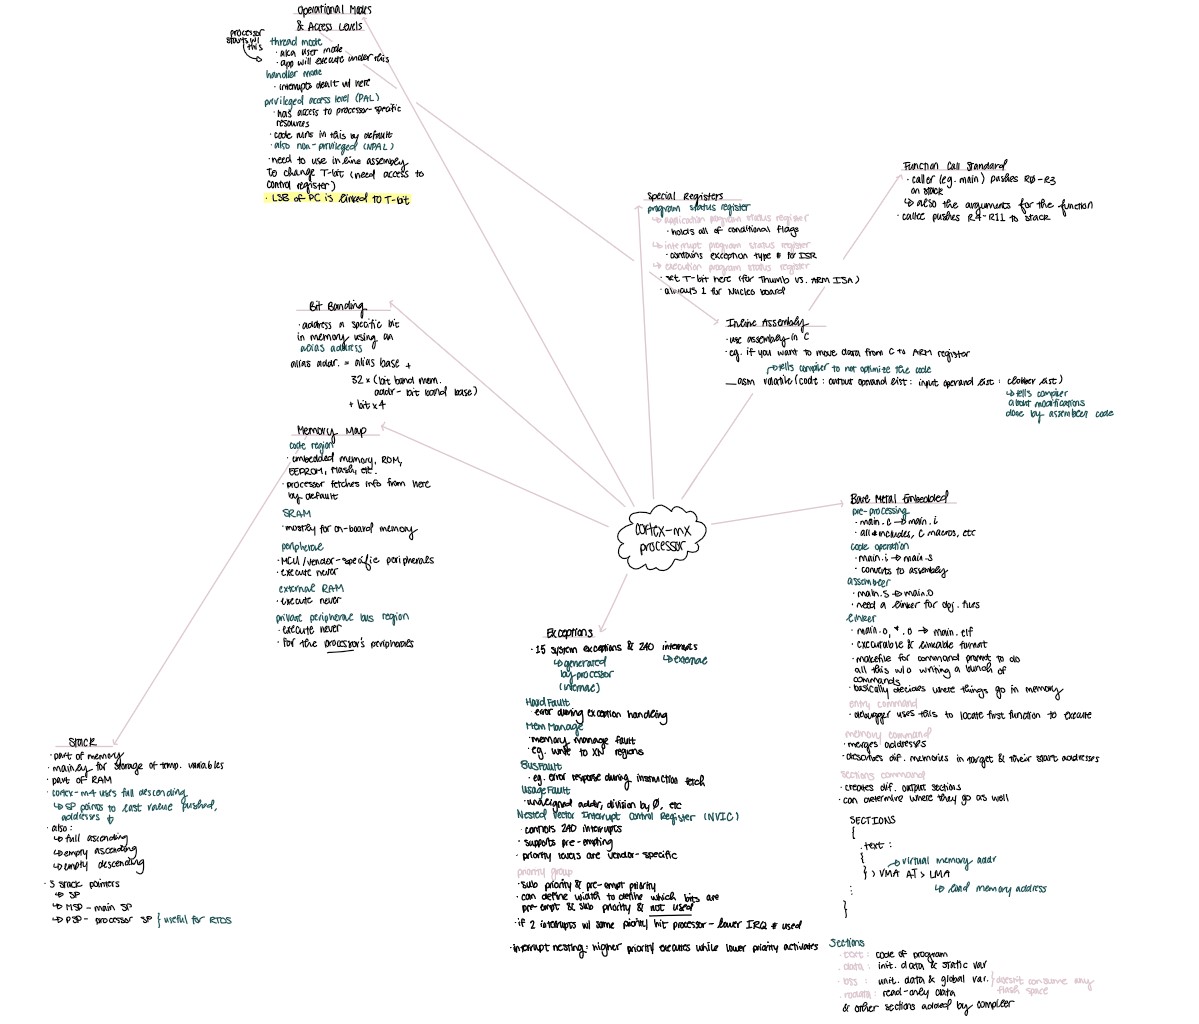 Operational Modes
& Access Levels
processor
starts w/
this
thread mode
· aka user mode
· app will execute under this
handler mode
· interrupts dealt w/ here
privileged access level (PAL)
· has access to processor-specific
resources
· code runs in this by default
· also non-privileged (NPAL)
· need to use inline assembly
to change T-bit (need access to
control register)
· LSB of PC is linked to T-bit
Special Registers
program status register
↳ application program status register
· holds all of conditional flags
↳ interrupt program status register
· contains exception type # for ISR
↳ execution program status register
· set T-bit here (for Thumb vs. ARM ISA)
· always 1 for Nucleo board
Function Call Standard
· caller (eg. main) pushes R0-R3
on stack
↳ also the arguments for the function
· callee pushes R4-R11 to stack
Inline Assembly
· use assembly in C
· eg. if you want to move data from C to ARM register
→ tells compiler to not optimize the code
__asm volatile (code : output operand list : input operand list : clobber list)
↳ tells compiler
about modifications
done by assembler code
Bit Banding
· address a specific bit
in memory using an
alias address
alias addr. = alias base +
32 × (bit band mem.
addr - bit band base)
+ bit × 4
Memory Map
code region
· embedded memory, ROM,
EEPROM, flash, etc.
· processor fetches info from here
by default
SRAM
· mostly for on-board memory
peripheral
· MCU/vendor-specific peripherals
· execute never
external RAM
· execute never
private peripheral bus region
· execute never
· for the processor's peripherals
cortex-mx
processor
Stack
· part of memory
· mainly for storage of temp. variables
· part of RAM
· cortex-m4 uses full descending
↳ SP points to last value pushed,
addresses ↓
· also:
↳ full ascending
↳ empty ascending
↳ empty descending
· 3 stack pointers
↳ SP
↳ MSP - main SP
↳ PSP - processor SP } useful for RTOS
Exceptions
· 15 system exceptions & 240 interrupts
↳ generated
by processor
(internal)
↳ external
Hard Fault
· error during exception handling
Mem Manage
· memory manage fault
· eg. write to XN regions
Bus Fault
· eg. error response during instruction fetch
Usage Fault
· unaligned addr, division by 0, etc
Nested Vector Interrupt Control Register (NVIC)
· controls 240 interrupts
· supports pre-empting
· priority levels are vendor-specific
priority group
· sub priority & pre-empt priority
· can define width to define which bits are
pre-empt & sub priority & not used
· if 2 interrupts w/ same priority hit processor - lower IRQ # used
· interrupt nesting: higher priority executes while lower priority activates
Bare Metal Embedded
pre-processing
· main.c → main.i
· all #includes, C macros, etc
code operation
· main.i → main.s
· converts to assembly
assembler
· main.s → main.o
· need a linker for obj. files
linker
· main.o, *.o → main.elf
· executable & linkable format
· makefile for command prompt to do
all this w/o writing a bunch of
commands
· basically decides where things go in memory
entry command
· debugger uses this to locate first function to execute
memory command
· merges addresses
· describes dif. memories in target & their start addresses
sections command
· creates dif. output sections
· can determine where they go as well
SECTIONS
{
.text :
{
→ virtual memory addr
} > VMA AT > LMA
↳ load memory address
:
}
Sections
.text: code of program
.data: init. data & static var
.bss: unit. data & global var. } doesn't consume any
flash space
.rodata: read-only data
& other sections added by compiler